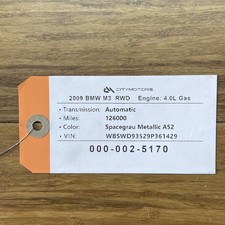 CITYMOTORS
2009 BMW M3 RWD Engine: 4.0L Gas
• Transmission: Automatic
• Miles: 126000
• Color: Spacegrau Metallic A52
• VIN: WBSWD93529P361429
000-002-5170